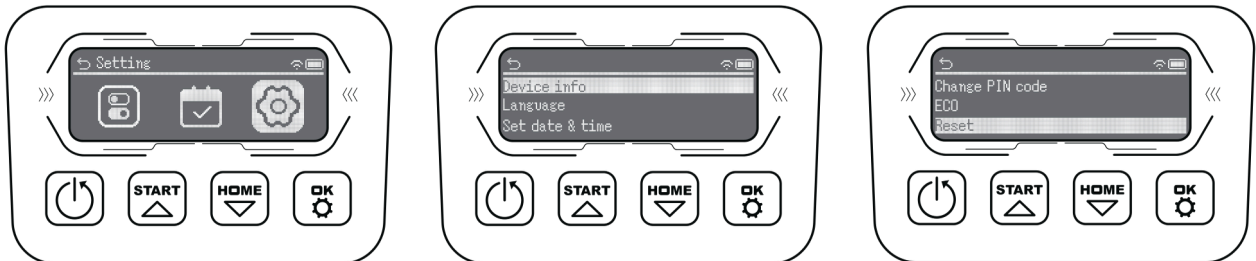 Setting
START
HOME
OK
Device info
Language
Set date & time
START
HOME
OK
Change PIN code
ECO
Reset
START
HOME
OK